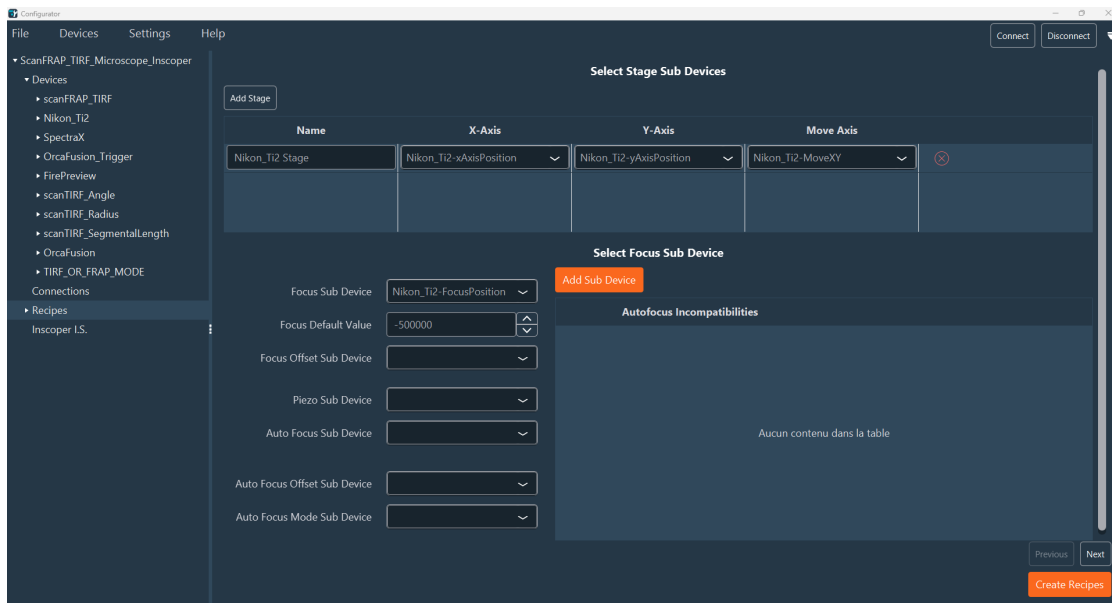 Configurator
File Devices Settings Help
Connect Disconnect
ScanFRAP_TIRF_Microscope_Inscoper
Devices
scanFRAP_TIRF
Nikon_Ti2
SpectraX
OrcaFusion_Trigger
FirePreview
scanTIRF_Angle
scanTIRF_Radius
scanTIRF_SegmentalLength
OrcaFusion
TIRF_OR_FRAP_MODE
Connections
Recipes
Inscoper I.S.
Select Stage Sub Devices
Add Stage
Name X-Axis Y-Axis Move Axis
Nikon_Ti2 Stage Nikon_Ti2-xAxisPosition Nikon_Ti2-yAxisPosition Nikon_Ti2-MoveXY
Select Focus Sub Device
Add Sub Device
Focus Sub Device Nikon_Ti2-FocusPosition
Focus Default Value -500000
Focus Offset Sub Device
Piezo Sub Device
Auto Focus Sub Device
Auto Focus Offset Sub Device
Auto Focus Mode Sub Device
Autofocus Incompatibilities
Aucun contenu dans la table
Previous Next
Create Recipes